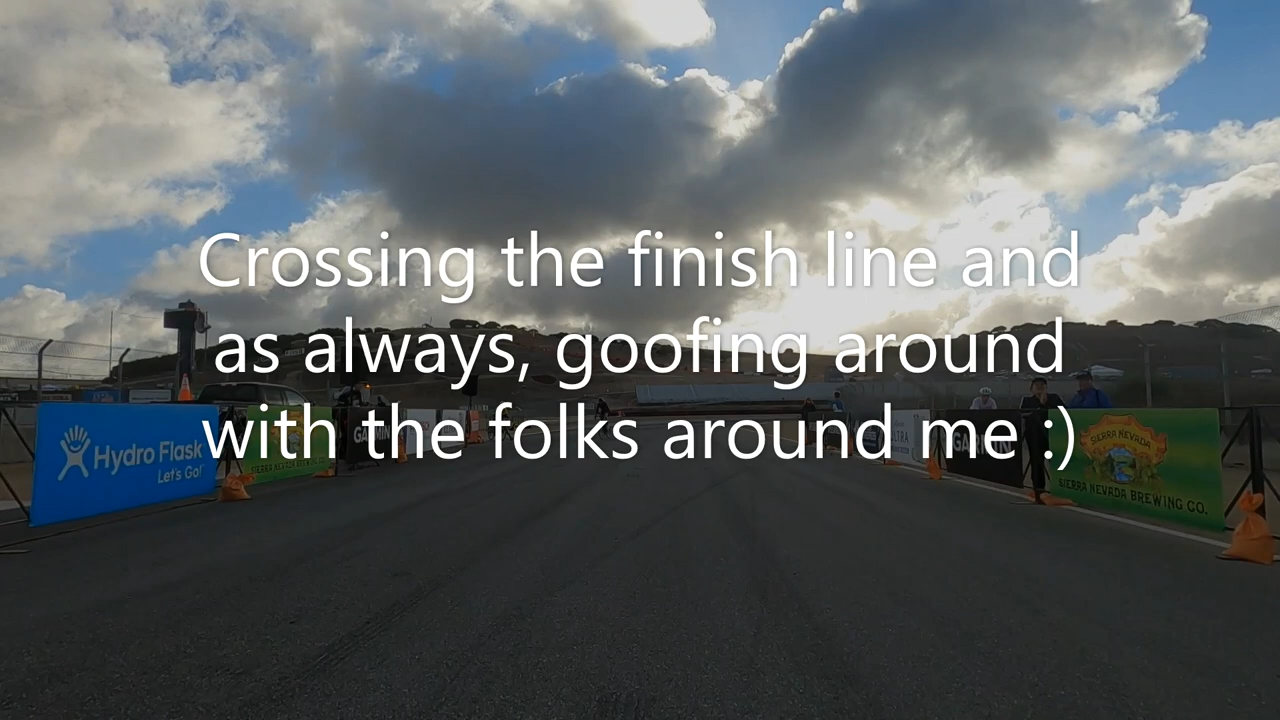 Crossing the finish line and
as always, goofing around
with the folks around me :)
Hydro Flask
Let's Go!
SIERRA NEVADA
SIERRA NEVADA BREWING CO.